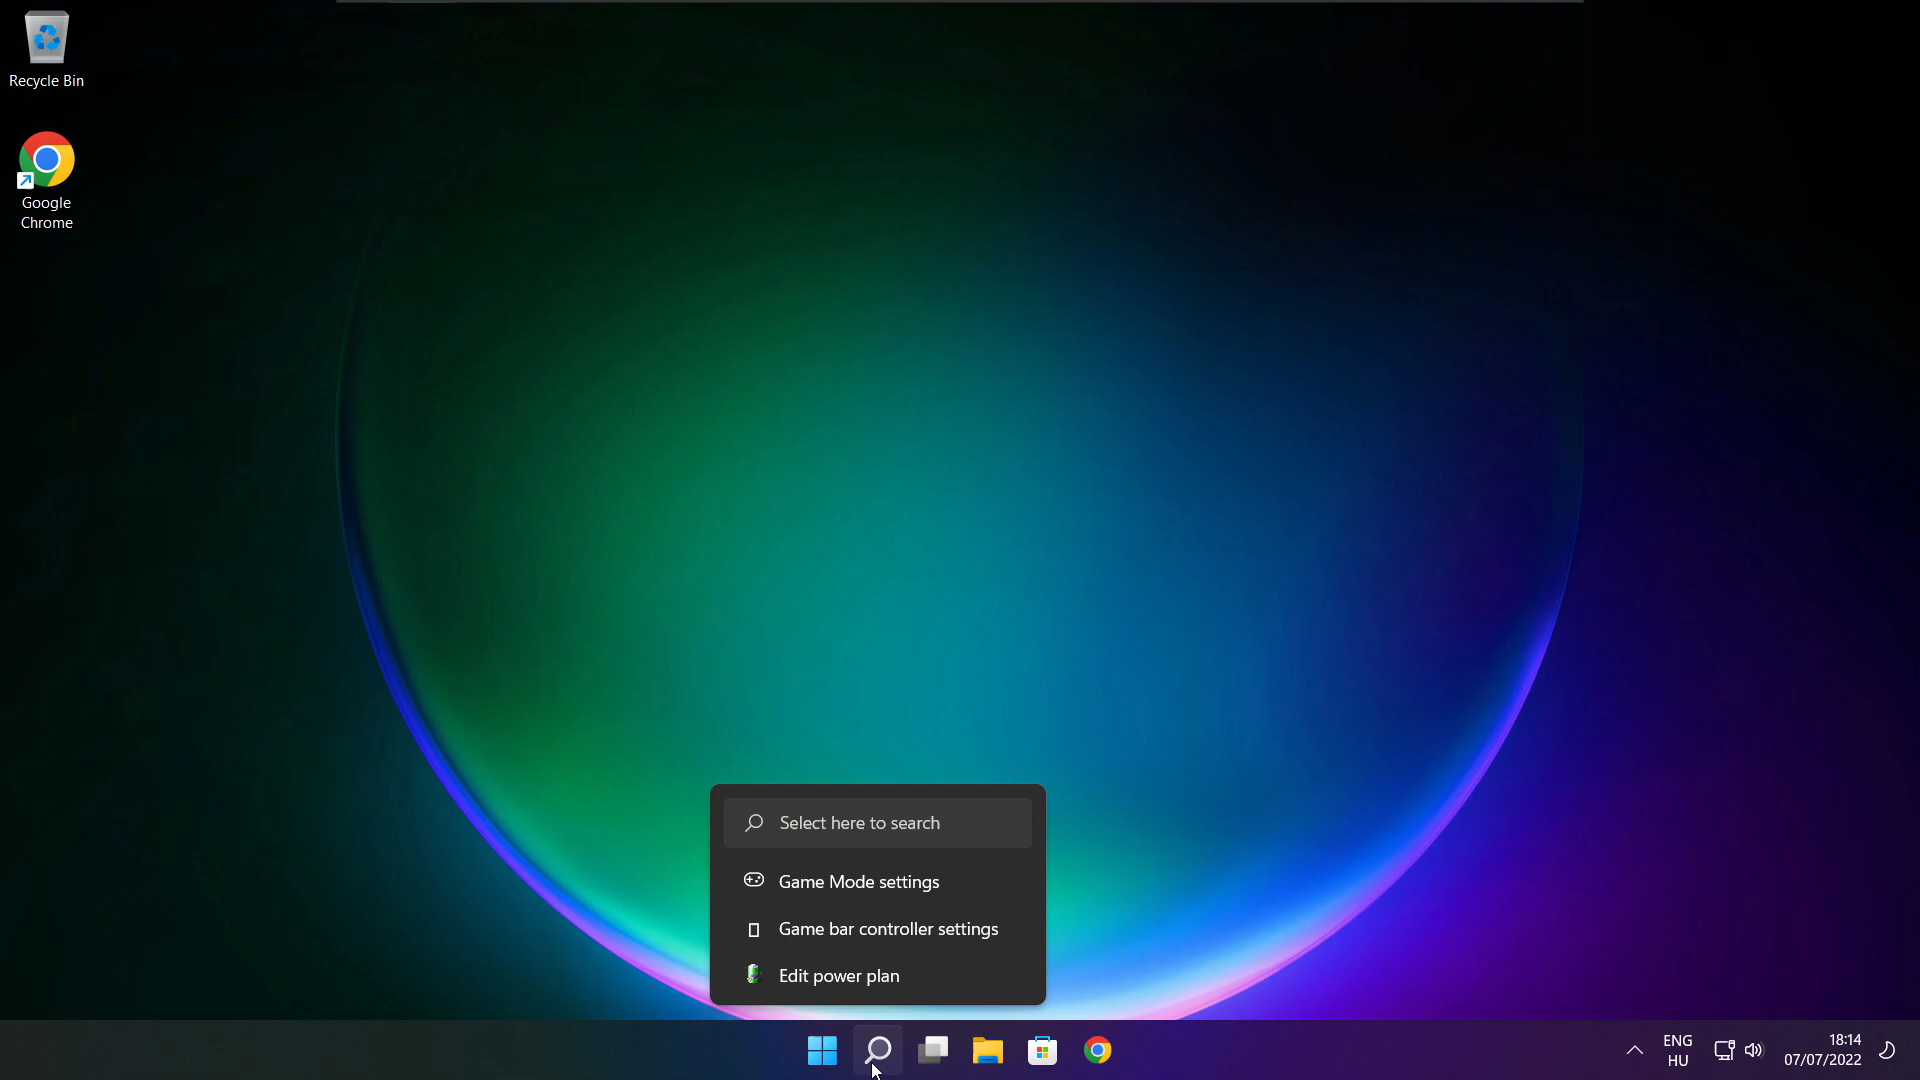 Recycle Bin
Google
Chrome
Select here to search
Game Mode settings
Game bar controller settings
Edit power plan
ENG
HU
18:14
07/07/2022